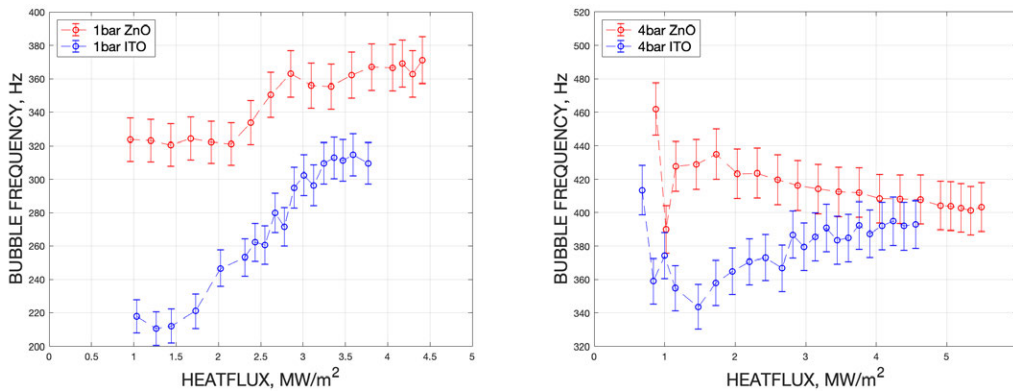 400
380
360
340
320
300
280
260
240
220
200
BUBBLE FREQUENCY, Hz
1bar ZnO
1bar ITO
0 0.5 1 1.5 2 2.5 3 3.5 4 4.5 5
HEATFLUX, MW/m²
520
500
480
460
440
420
400
380
360
340
320
BUBBLE FREQUENCY, Hz
4bar ZnO
4bar ITO
0 1 2 3 4 5
HEATFLUX, MW/m²